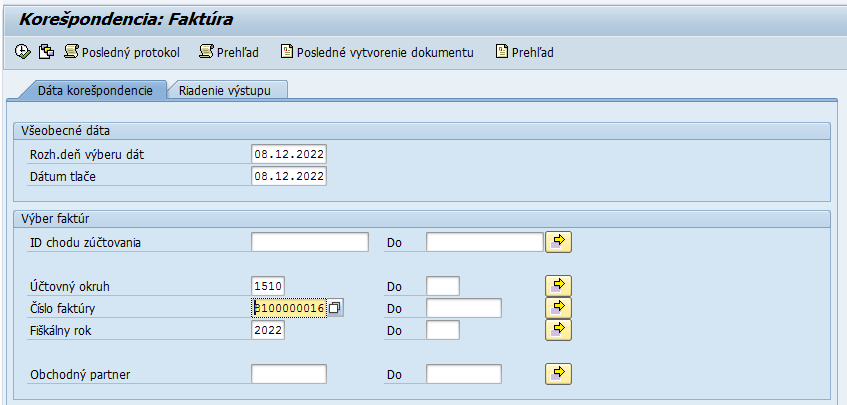 Korešpondencia: Faktúra
Posledný protokol Prehľad Posledné vytvorenie dokumentu Prehľad
Dáta korešpondencie Riadenie výstupu
Všeobecné dáta
Rozh.deň výberu dát 08.12.2022
Dátum tlače 08.12.2022
Výber faktúr
ID chodu zúčtovania Do
Účtovný okruh 1510 Do
Číslo faktúry 3100000016 Do
Fiškálny rok 2022 Do
Obchodný partner Do